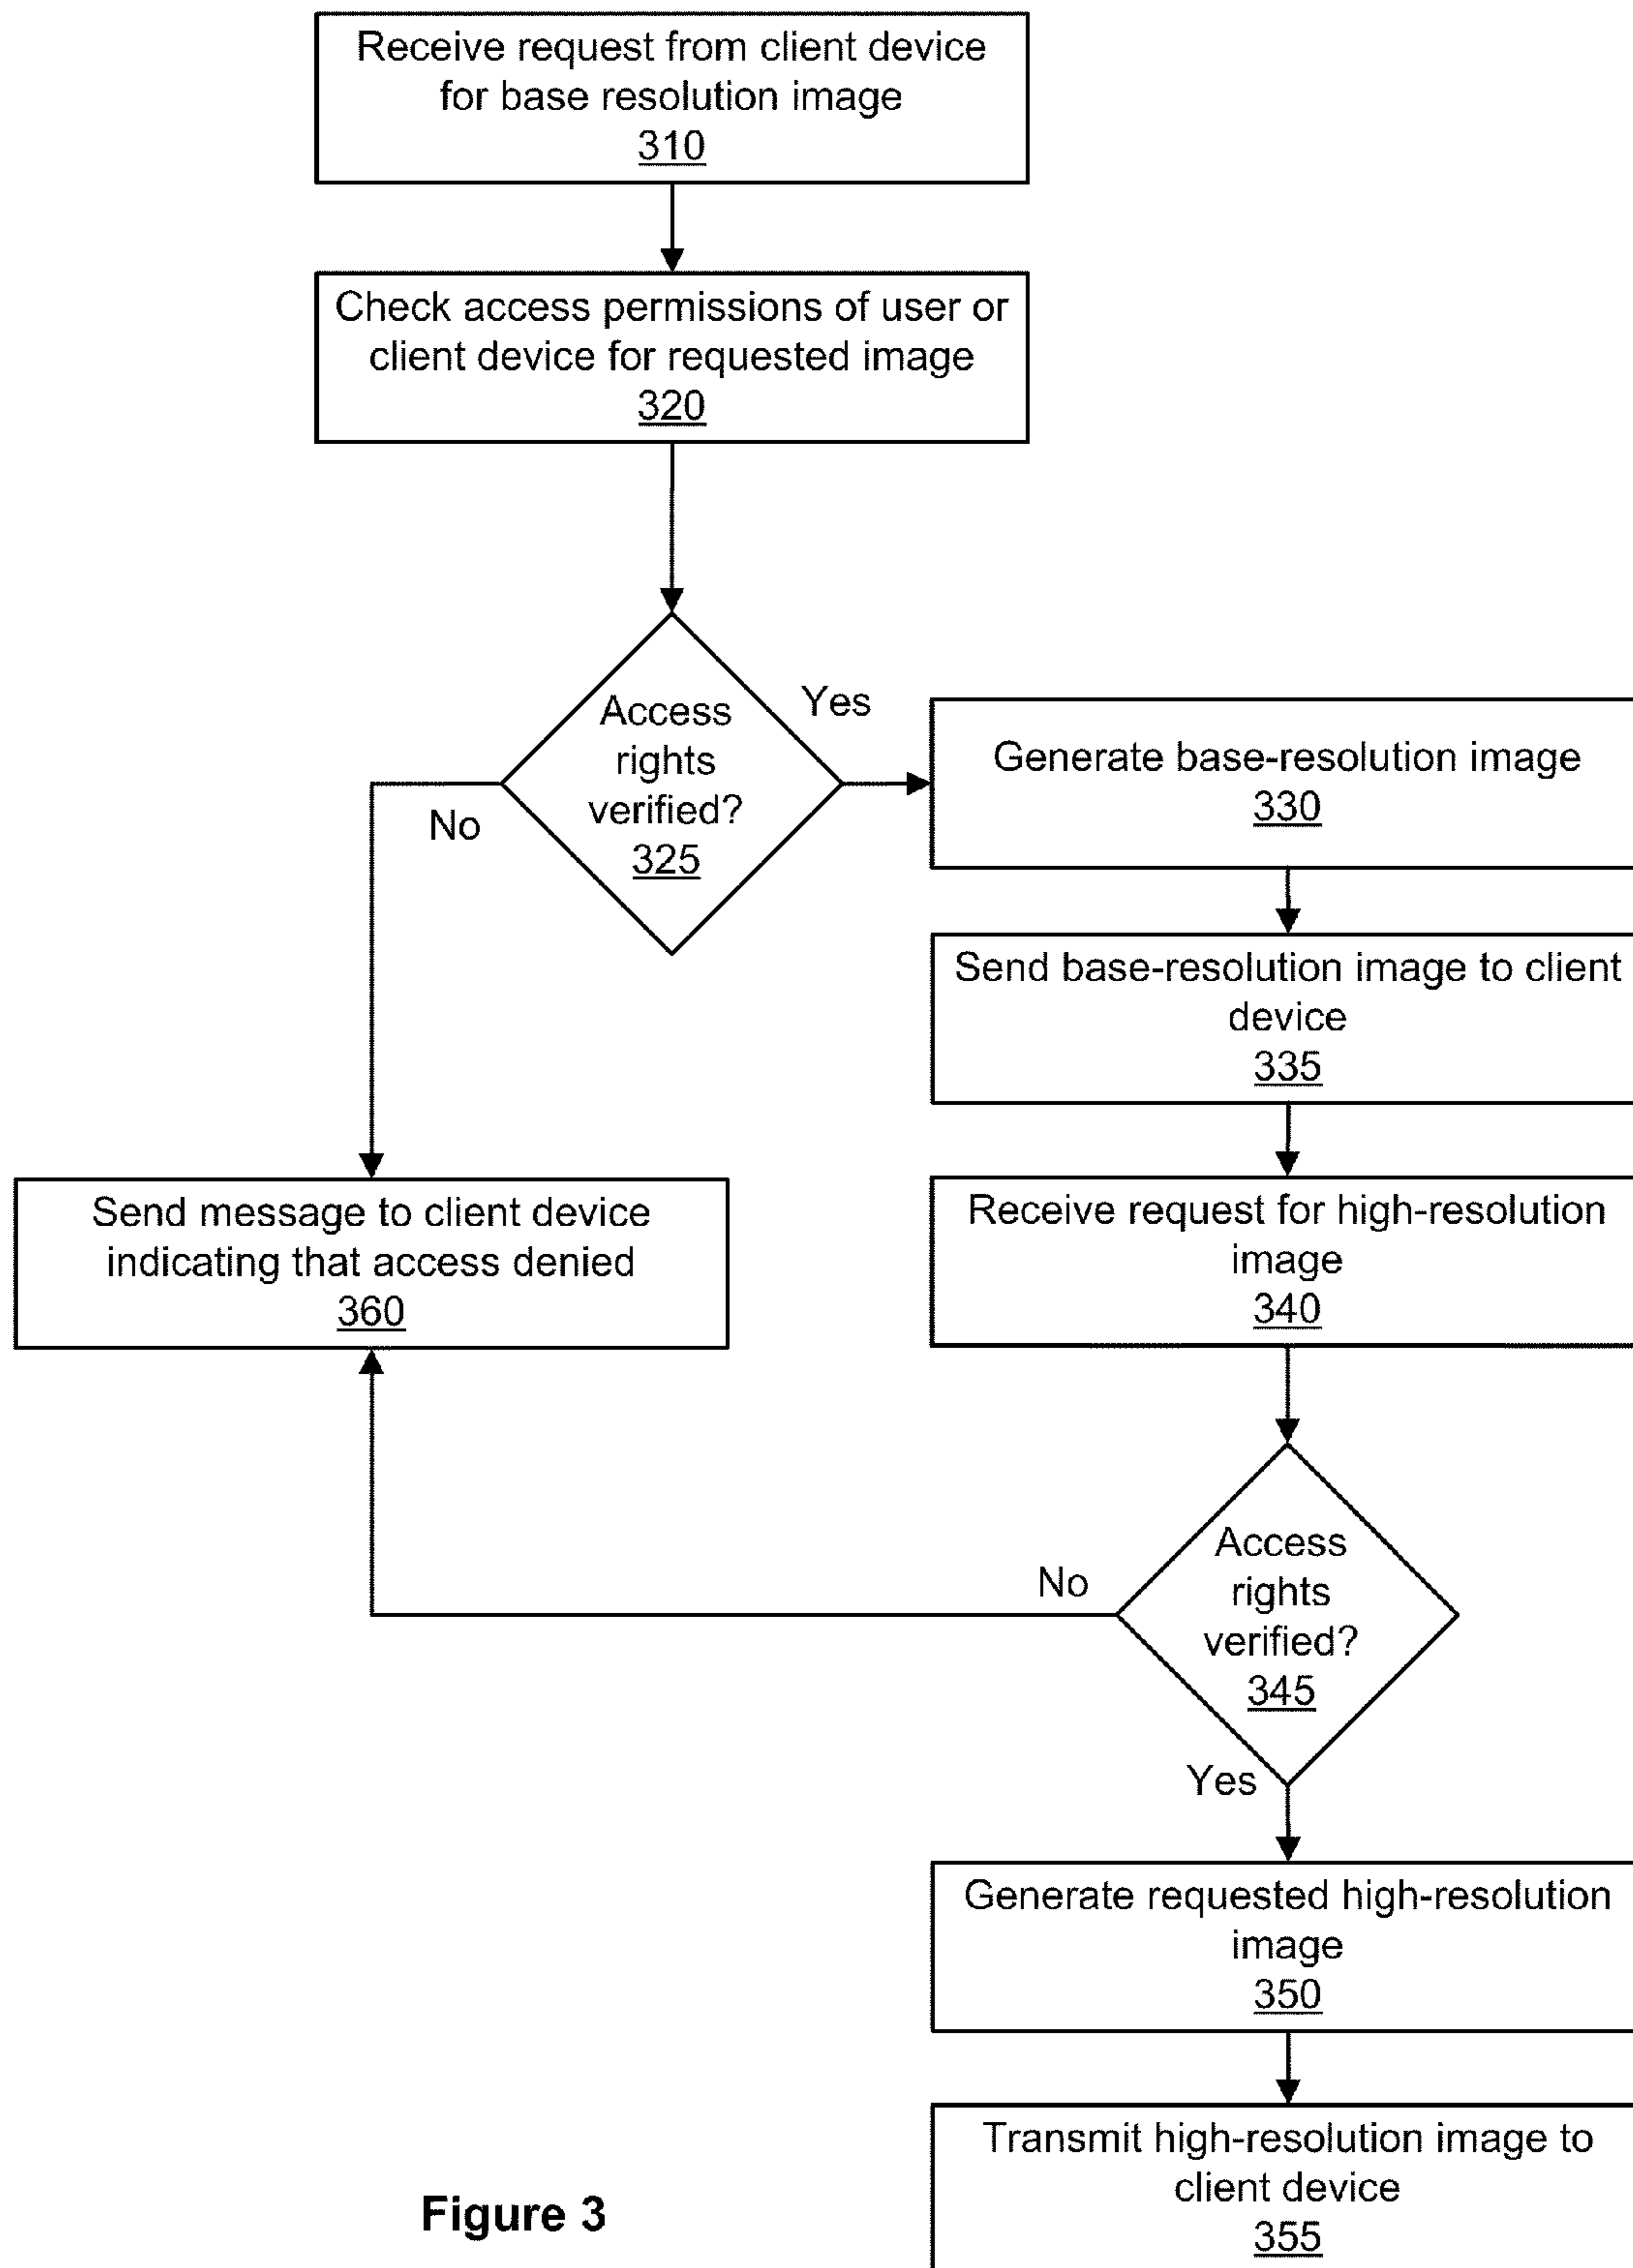 Receive request from client device
for base resolution image
310
Check access permissions of user or
client device for requested image
320
Access
rights
verified?
325
Yes
No
Generate base-resolution image
330
Send base-resolution image to client
device
335
Receive request for high-resolution
image
340
Send message to client device
indicating that access denied
360
Access
rights
verified?
345
No
Yes
Generate requested high-resolution
image
350
Transmit high-resolution image to
client device
355
Figure 3